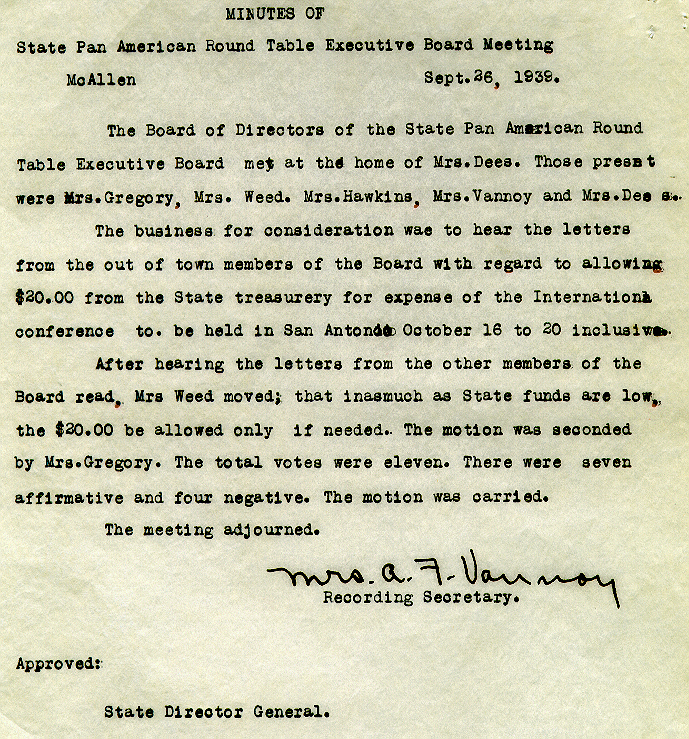 MINUTES OF
State Pan American Round Table Executive Board Meeting
McAllen Sept.26, 1939.
The Board of Directors of the State Pan American Round
Table Executive Board met at the home of Mrs.Dees. Those presnt
were Mrs.Gregory, Mrs. Weed. Mrs.Hawkins, Mrs.Vannoy and Mrs.Dee s.
The business for consideration was to hear the letters
from the out of town members of the Board with regard to allowing
$20.00 from the State treasurery for expense of the International
conference to. be held in San Antonio October 16 to 20 inclusive.
After hearing the letters from the other members of the
Board read, Mrs Weed moved; that inasmuch as State funds are low,
the $20.00 be allowed only if needed. The motion was seconded
by Mrs.Gregory. The total votes were eleven. There were seven
affirmative and four negative. The motion was carried.
The meeting adjourned.
Mrs. A. F. Vannoy
Recording Secretary.
Approved:
State Director General.